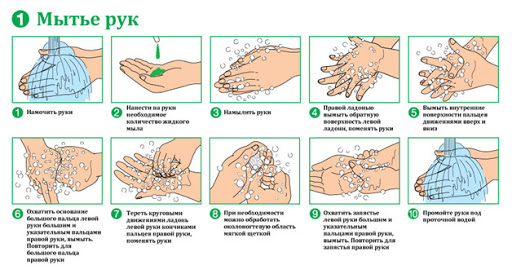 1 Мытье рук
1 Намочить руки
2 Нанести на руки
необходимое
количество жидкого
мыла
3 Намылить руки
4 Правой ладонью
вымыть обратную
поверхность левой
ладони, поменять руки
5 Вымыть внутренние
поверхности пальцев
движениями вверх и
вниз
6 Охватить основание
большого пальца левой
руки большим и
указательным пальцами
правой руки, вымыть.
Повторить для
большого пальца
правой руки
7 Тереть круговыми
движениями ладонь
левой руки кончиками
пальцев правой руки,
поменять руки
8 При необходимости
можно обработать
околоногтевую область
мягкой щеткой
9 Охватить запястье
левой руки большим и
указательным
пальцами правой руки,
вымыть. Повторить для
запястья правой руки
10 Промойте руки под
проточной водой